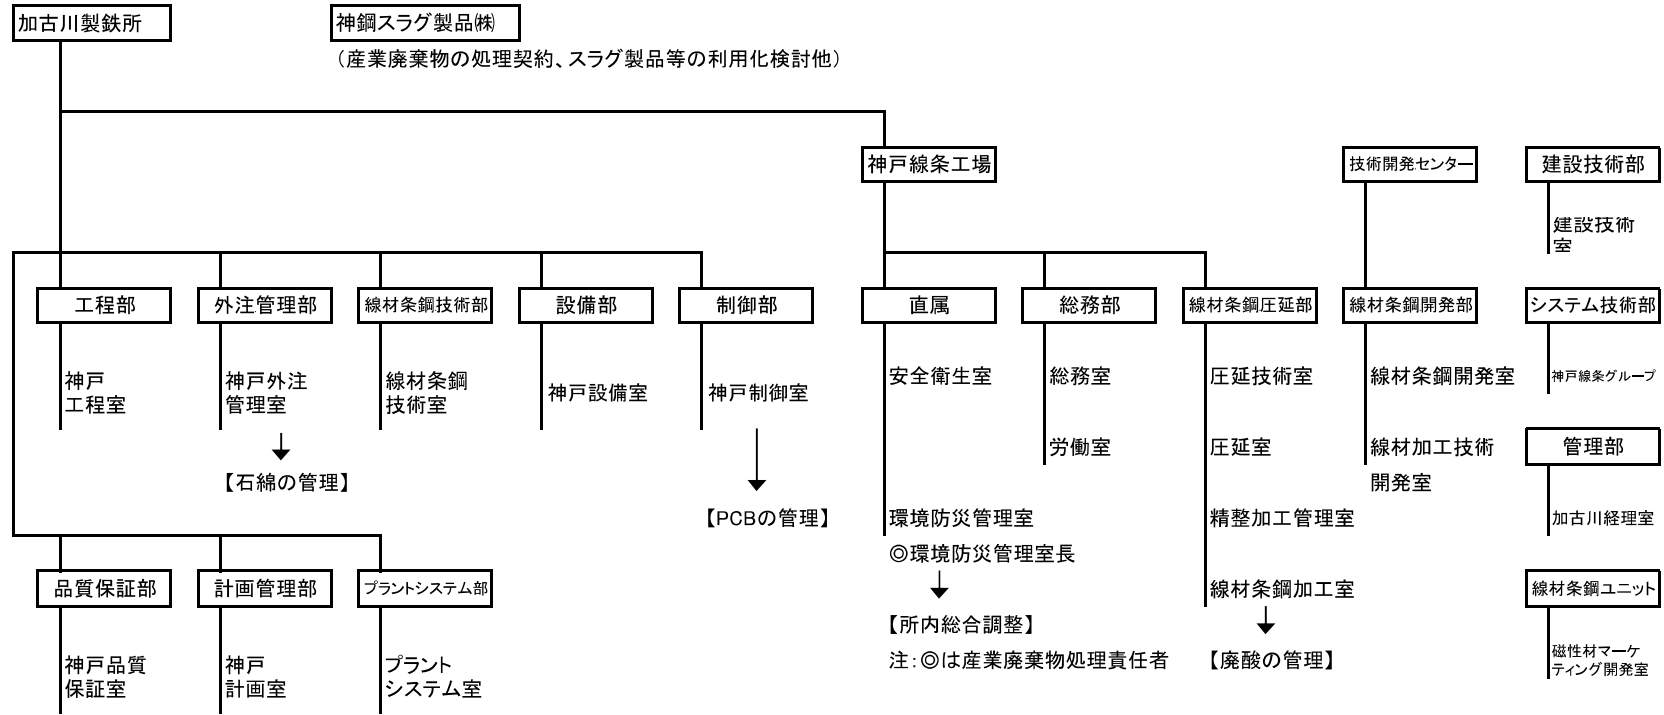 加古川製鉄所
神鋼スラグ製品㈱
（産業廃棄物の処理契約、スラグ製品等の利用化検討他）
神戸線条工場
技術開発センター
建設技術部
建設技術
室
工程部
外注管理部
線材条鋼技術部
設備部
制御部
直属
総務部
線材条鋼圧延部
線材条鋼開発部
システム技術部
神戸
工程室
神戸外注
管理室
線材条鋼
技術室
神戸設備室
神戸制御室
安全衛生室
総務室
圧延技術室
線材条鋼開発室
神戸線条グループ
労働室
圧延室
線材加工技術
開発室
管理部
【石綿の管理】
【PCBの管理】
環境防災管理室
◎環境防災管理室長
精整加工管理室
加古川経理室
品質保証部
計画管理部
プラントシステム部
線材条鋼加工室
線材条鋼ユニット
【所内総合調整】
注：◎は産業廃棄物処理責任者
【廃酸の管理】
神戸品質
保証室
神戸
計画室
プラント
システム室
磁性材マーケ
ティング開発室